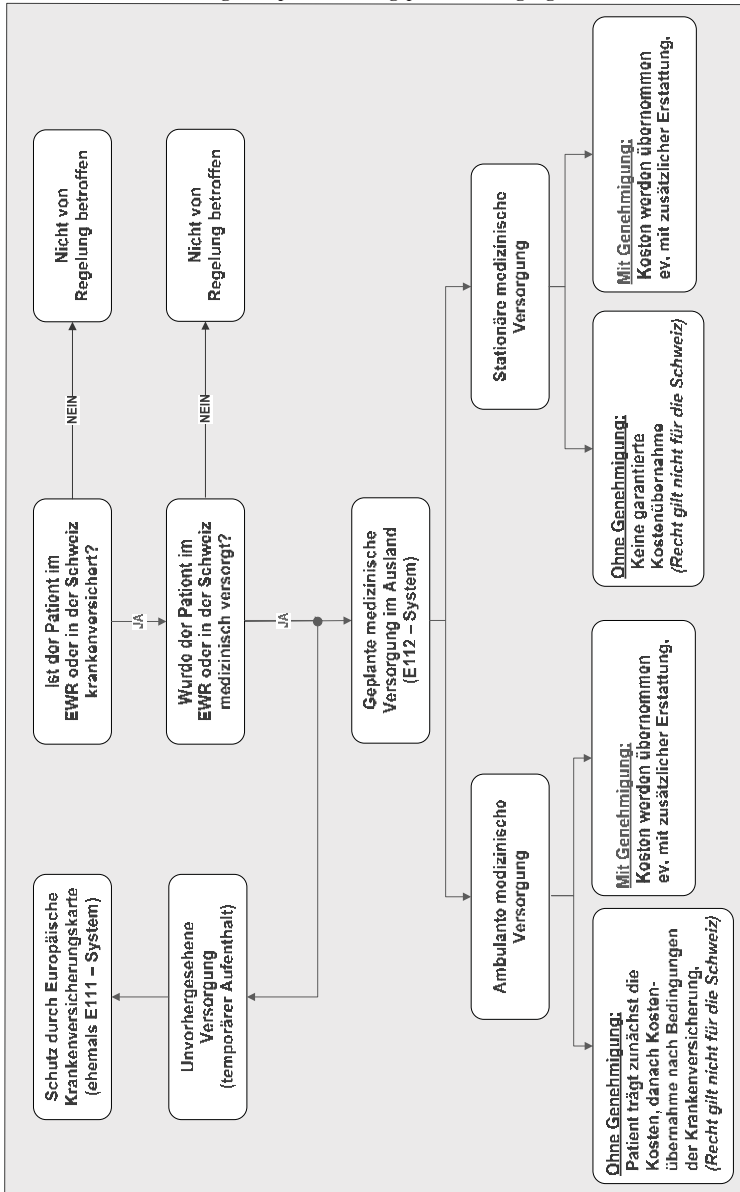 Ist der Patient im
EWR oder in der Schweiz
krankenversichert?
NEIN
Nicht von
Regelung betroffen
JA
Wurde der Patient im
EWR oder in der Schweiz
medizinisch versorgt?
NEIN
Nicht von
Regelung betroffen
JA
Schutz durch Europäische
Krankenversicherungskarte
(ehemals E111 – System)
Unvorhergesehene
Versorgung
(temporärer Aufenthalt)
Geplante medizinische
Versorgung im Ausland
(E112 – System)
Ambulante medizinische
Versorgung
Stationäre medizinische
Versorgung
Ohne Genehmigung:
Patient trägt zunächst die
Kosten, danach Kosten-
übernahme nach Bedingungen
der Krankenversicherung,
(Recht gilt nicht für die Schweiz)
Mit Genehmigung:
Kosten werden übernommen
ev. mit zusätzlicher Erstattung,
Ohne Genehmigung:
Keine garantierte
Kostenübernahme
(Recht gilt nicht für die Schweiz)
Mit Genehmigung:
Kosten werden übernommen
ev. mit zusätzlicher Erstattung,